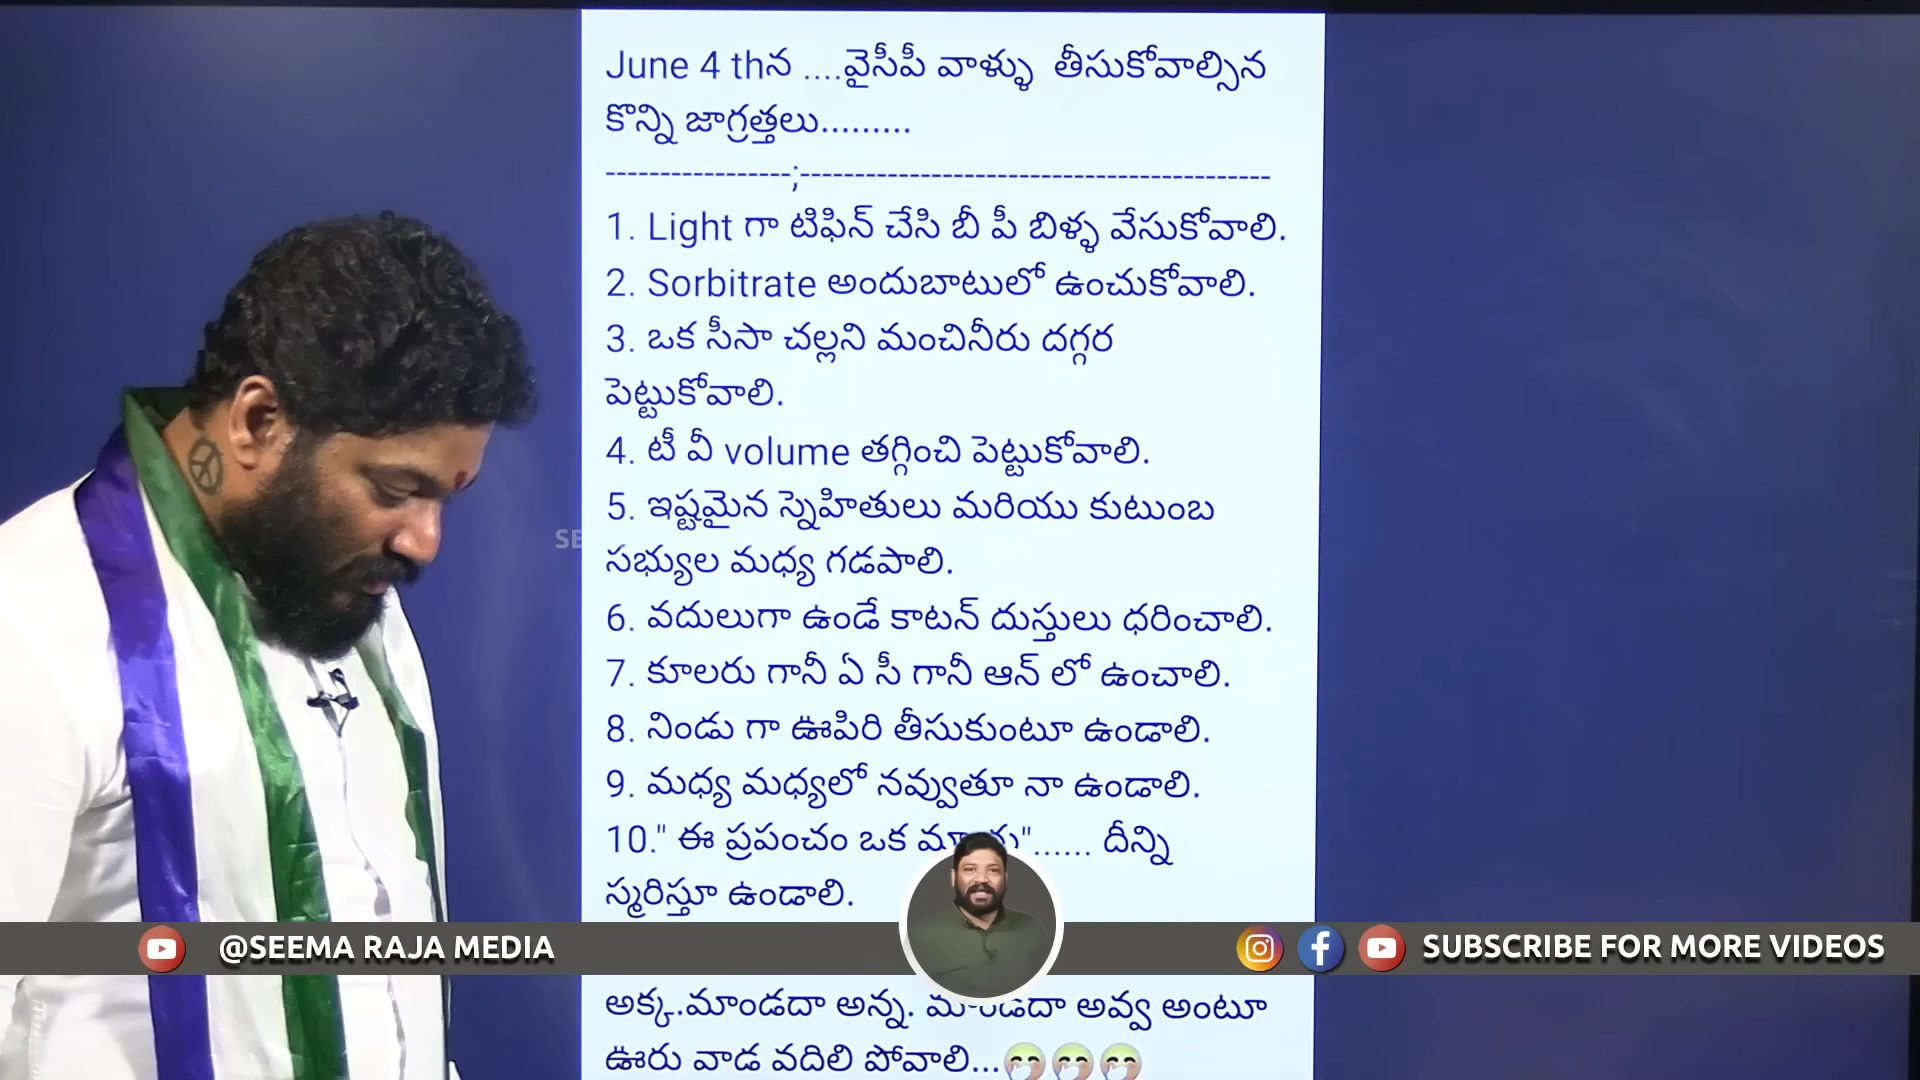 June 4 thన ....వైసీపీ వాళ్ళు తీసుకోవాల్సిన
కొన్ని జాగ్రత్తలు.........
-----------------;-------------------------------------------
1. Light గా టిఫిన్ చేసి బీ పీ బిళ్ళ వేసుకోవాలి.
2. Sorbitrate అందుబాటులో ఉంచుకోవాలి.
3. ఒక సీసా చల్లని మంచినీరు దగ్గర
పెట్టుకోవాలి.
4. టీ వీ volume తగ్గించి పెట్టుకోవాలి.
5. ఇష్టమైన స్నెహితులు మరియు కుటుంబ
సభ్యుల మధ్య గడపాలి.
6. వదులుగా ఉండే కాటన్ దుస్తులు ధరించాలి.
7. కూలరు గానీ ఏ సీ గానీ ఆన్ లో ఉంచాలి.
8. నిండు గా ఊపిరి తీసుకుంటూ ఉండాలి.
9. మధ్య మధ్యలో నవ్వుతూ నా ఉండాలి.
10." ఈ ప్రపంచం ఒక ...... దీన్ని
స్మరిస్తూ ఉండాలి.
@SEEMA RAJA MEDIA
SUBSCRIBE FOR MORE VIDEOS
అక్క.మాండదా అన్న. మాండదా అవ్వ అంటూ
ఊరు వాడ వదిలి పోవాలి...